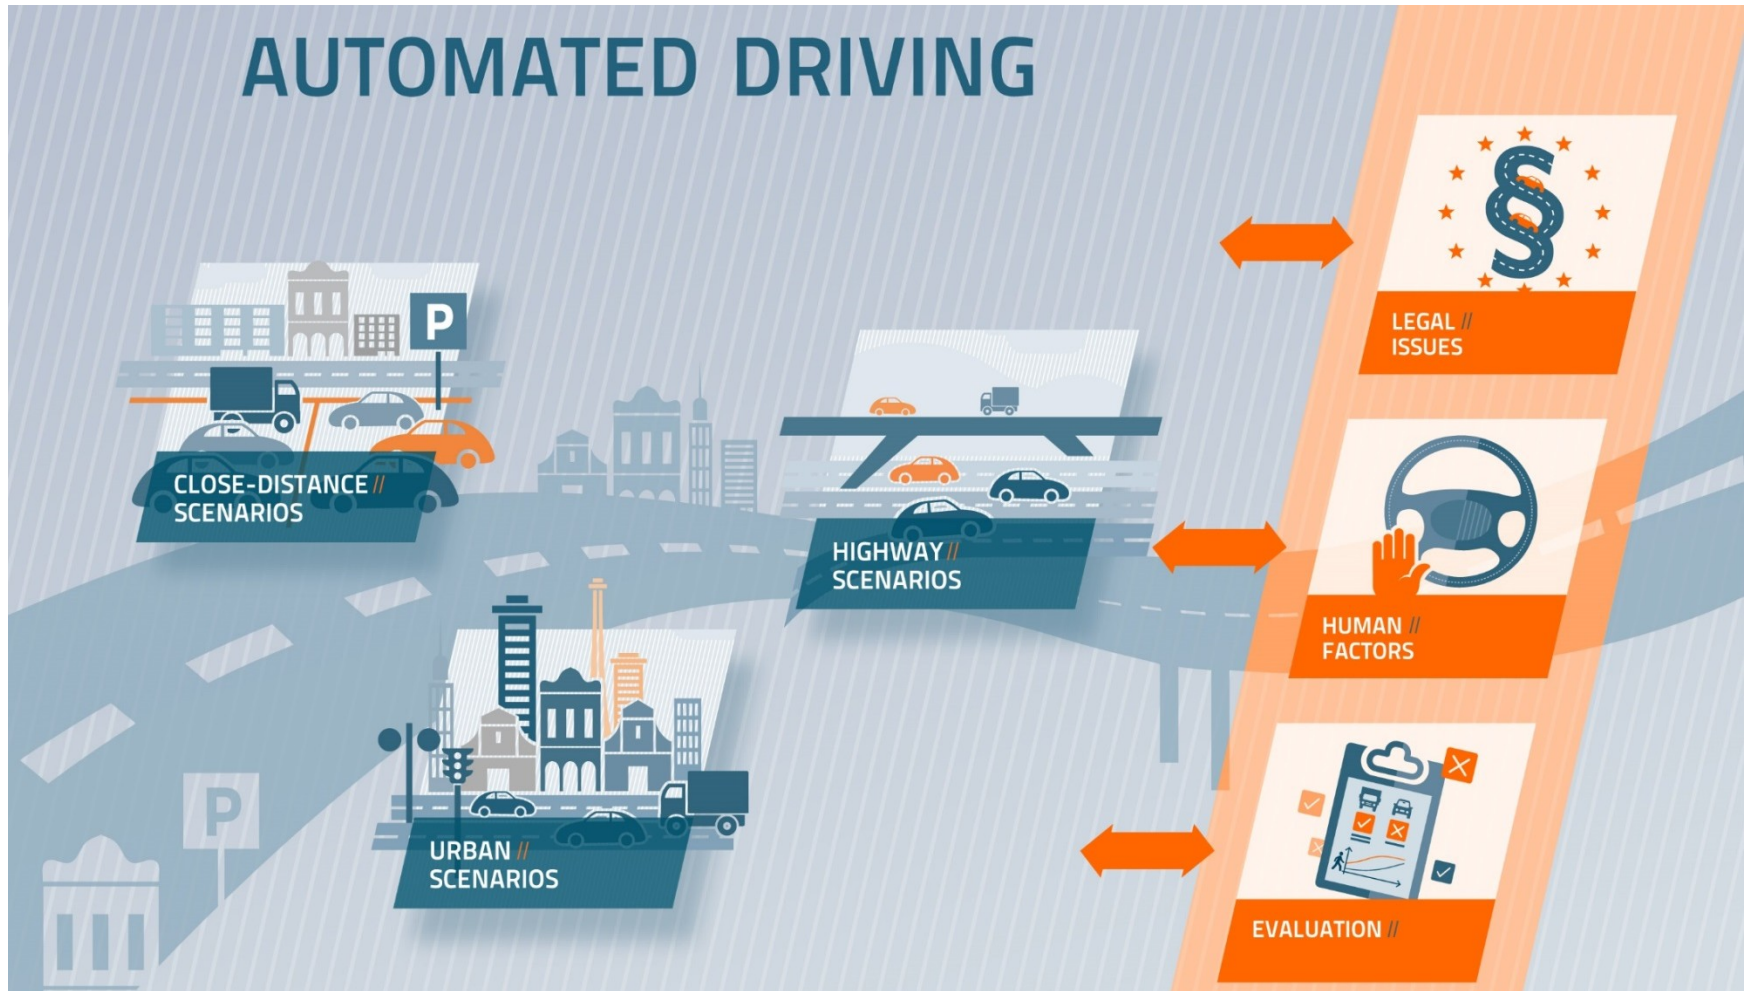 AUTOMATED DRIVING
P
CLOSE-DISTANCE //
SCENARIOS
HIGHWAY //
SCENARIOS
URBAN //
SCENARIOS
P
LEGAL //
ISSUES
HUMAN //
FACTORS
EVALUATION //